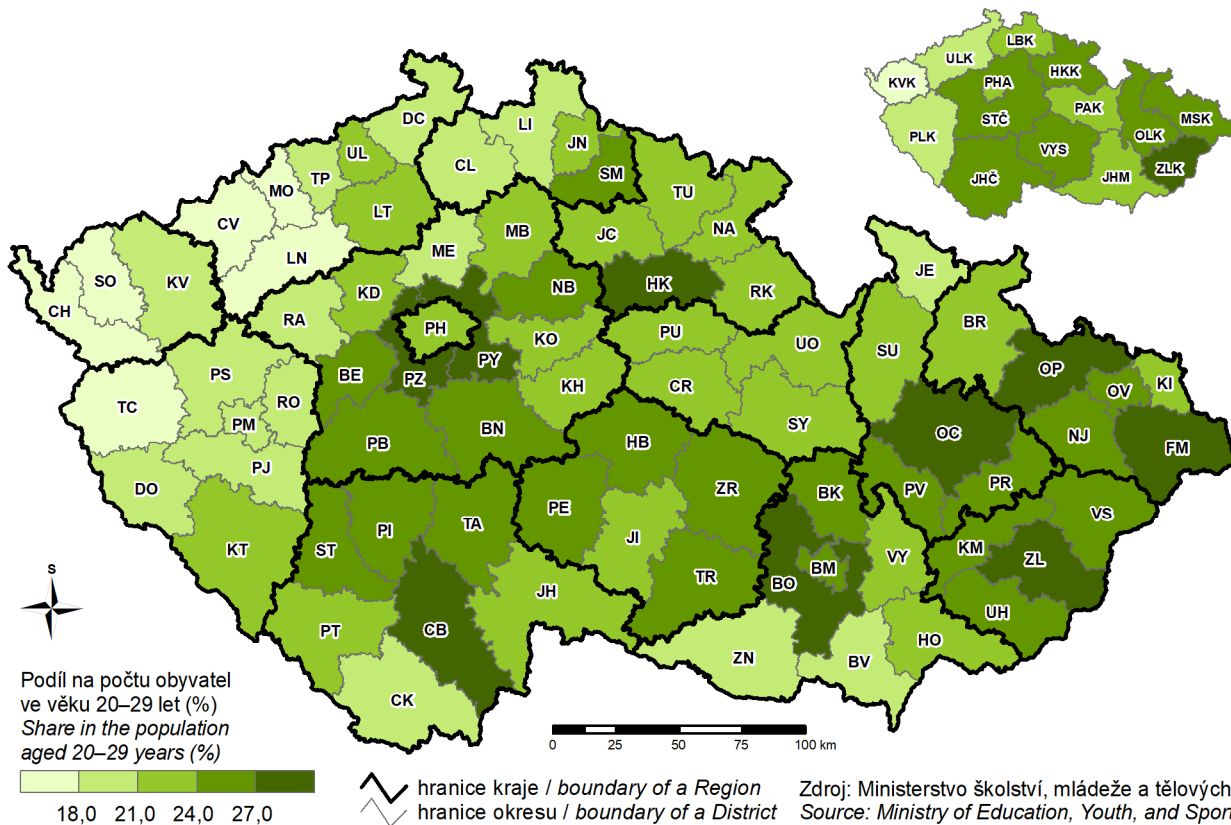 LBK
ULK
HKK
KVK
PHA
PAK
MSK
STČ
OLK
PLK
VYS
ZLK
JHM
JHČ
DC
LI
UL
JN
CL
TP
SM
MO
TU
LT
CV
MB
JC
NA
ME
LN
JE
SO
KV
KD
NB
HK
RK
CH
BR
RA
PH
PU
KO
UO
SU
PY
OP
PS
BE
PZ
KH
CR
KI
OV
TC
RO
PM
SY
BN
OC
HB
NJ
FM
PB
PJ
DO
ZR
PR
PV
BK
VS
PE
TA
PI
ST
JI
KT
KM
VY
ZL
BM
TR
BO
JH
UH
PT
CB
HO
ZN
BV
CK
S
Podíl na počtu obyvatel
ve věku 20–29 let (%)
Share in the population
aged 20–29 years (%)
18,0 21,0 24,0 27,0
0 25 50 75 100 km
hranice kraje / boundary of a Region
hranice okresu / boundary of a District
Zdroj: Ministerstvo školství, mládeže a tělových
Source: Ministry of Education, Youth, and Spor